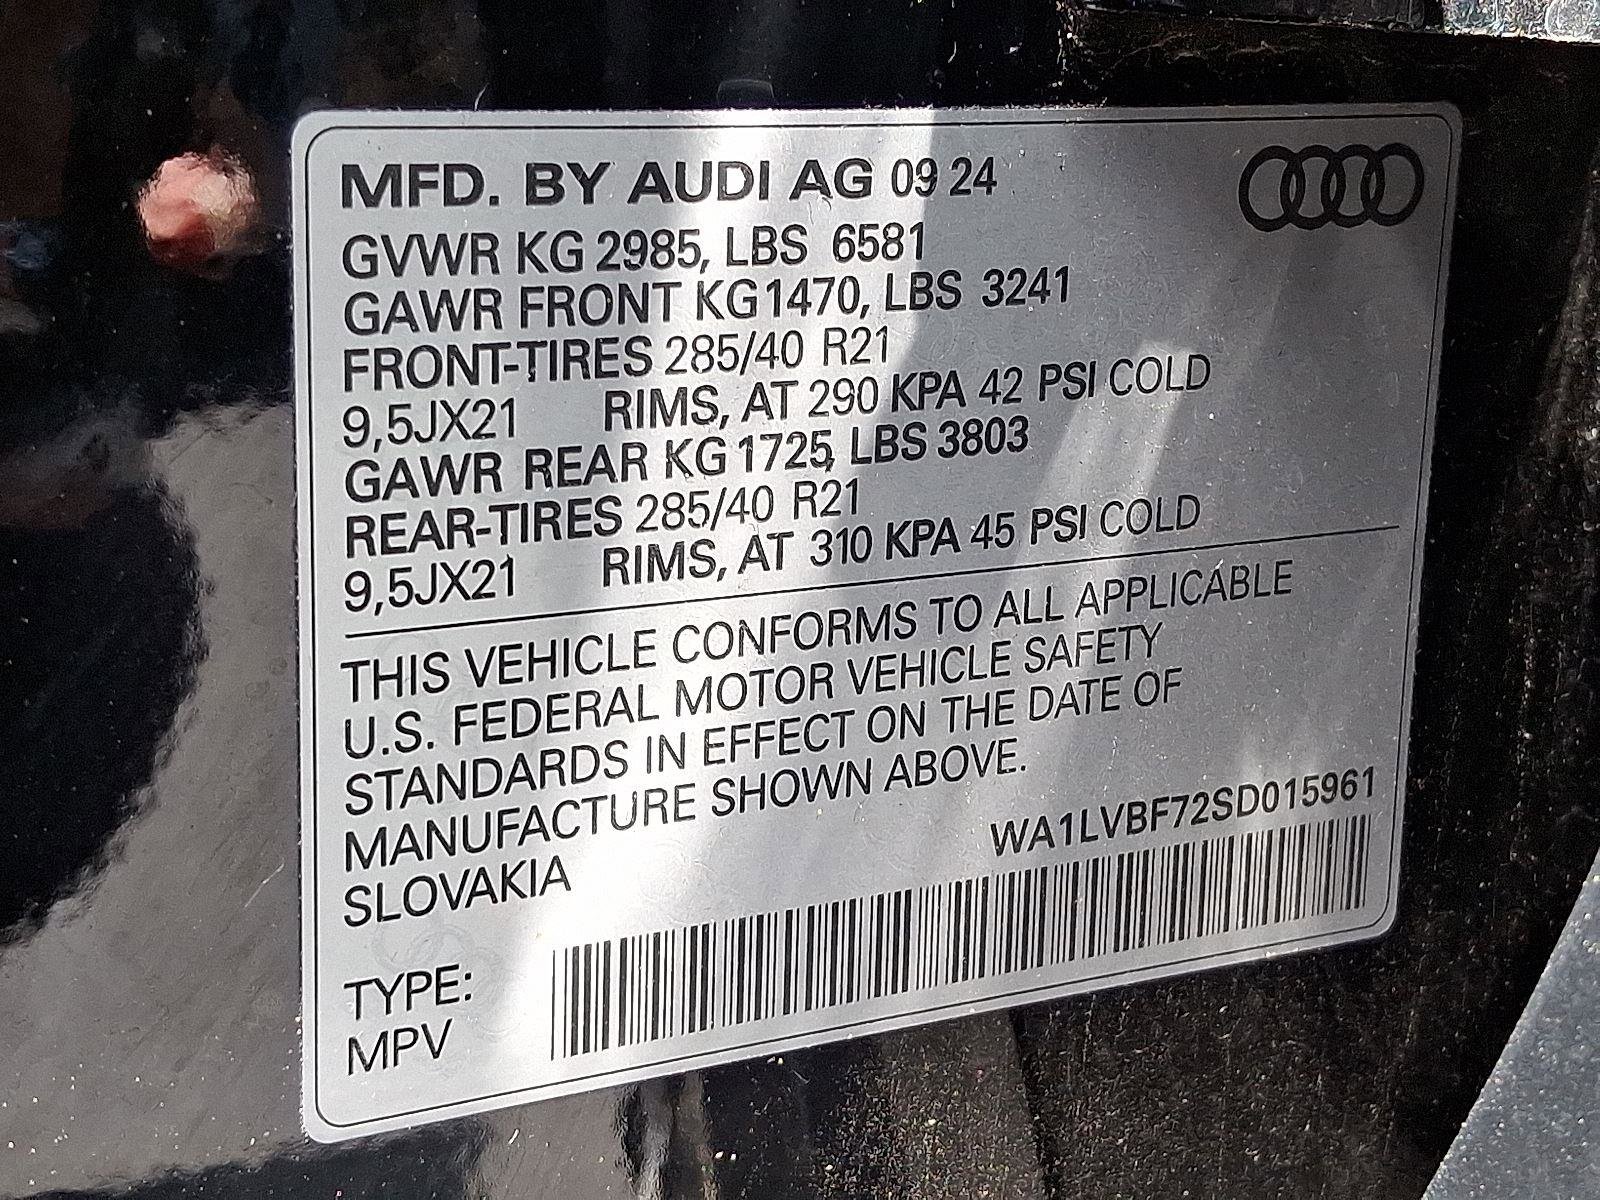 MFD. BY AUDI AG 09 24
GVWR KG 2985, LBS 6581
GAWR FRONT KG 1470, LBS 3241
FRONT-TIRES 285/40 R21
9,5JX21 RIMS, AT 290 KPA 42 PSI COLD
GAWR REAR KG 1725, LBS 3803
REAR-TIRES 285/40 R21
9,5JX21 RIMS, AT 310 KPA 45 PSI COLD
THIS VEHICLE CONFORMS TO ALL APPLICABLE
U.S. FEDERAL MOTOR VEHICLE SAFETY
STANDARDS IN EFFECT ON THE DATE OF
MANUFACTURE SHOWN ABOVE.
SLOVAKIA WA1LVBF72SD015961
TYPE:
MPV